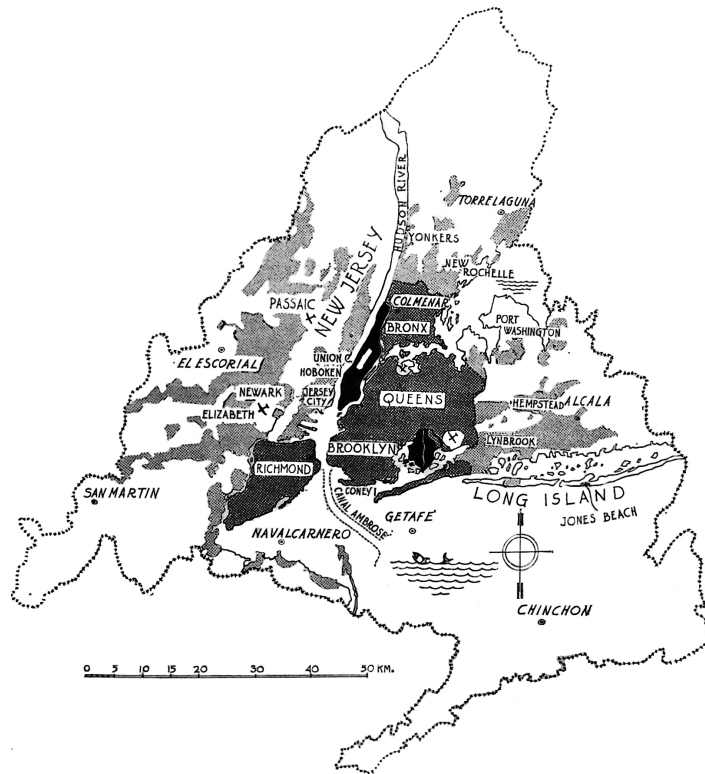 HUDSON RIVER
TORRELAGUNA
YONKERS
NEW
ROCHELLE
NEW JERSEY
PASSAIC
COLMENAR
BRONX
PORT
WASHINGTON
UNION C
EL ESCORIAL
HOBOKEN
NEWARK
JERSEY
CITY
QUEENS
HEMPSTEAD
ALCALA
ELIZABETH
BROOKLYN
LYNBROOK
RICHMOND
SAN MARTIN
CONEY I
LONG ISLAND
CANAL AMBROSE
GETAFE
JONES BEACH
NAVALCARNERO
N
CHINCHON
0 5 10 15 20 30 40 50 KM.